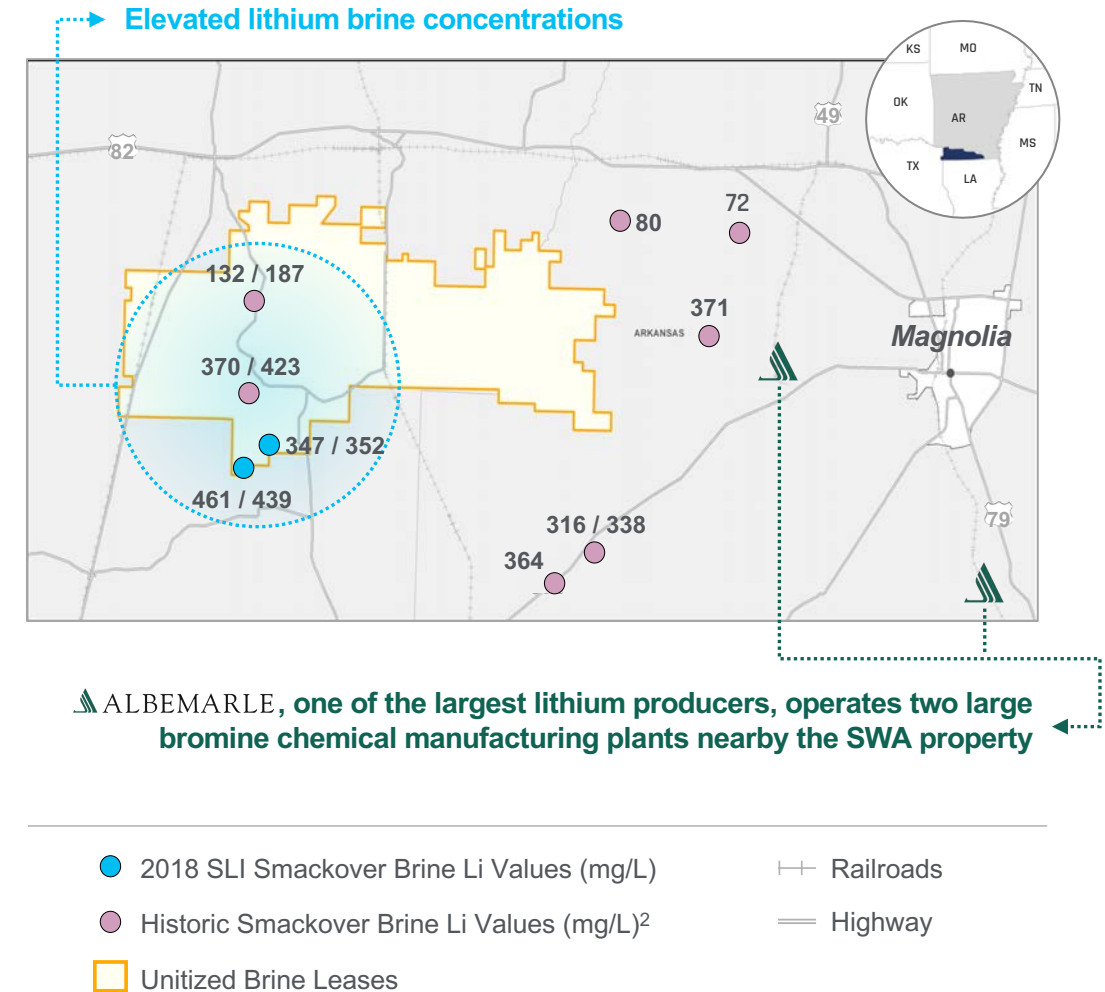 Elevated lithium brine concentrations
KS
MO
OK
AR
TN
MS
TX
LA
82
49
80
72
132 / 187
371
ARKANSAS
Magnolia
370 / 423
347 / 352
461 / 439
316 / 338
364
79
ALBEMARLE, one of the largest lithium producers, operates two large
bromine chemical manufacturing plants nearby the SWA property
2018 SLI Smackover Brine Li Values (mg/L)
Railroads
Historic Smackover Brine Li Values (mg/L)2
Highway
Unitized Brine Leases